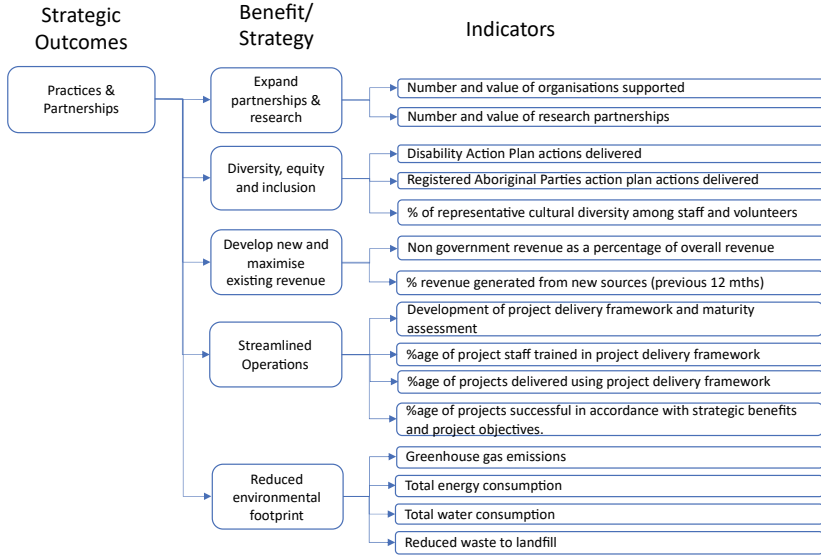 Strategic
Outcomes
Benefit/
Strategy
Indicators
Practices &
Partnerships
Expand
partnerships &
research
Number and value of organisations supported
Number and value of research partnerships
Diversity, equity
and inclusion
Disability Action Plan actions delivered
Registered Aboriginal Parties action plan actions delivered
% of representative cultural diversity among staff and volunteers
Develop new and
maximise
existing revenue
Non government revenue as a percentage of overall revenue
% revenue generated from new sources (previous 12 mths)
Streamlined
Operations
Development of project delivery framework and maturity
assessment
%age of project staff trained in project delivery framework
%age of projects delivered using project delivery framework
%age of projects successful in accordance with strategic benefits
and project objectives.
Reduced
environmental
footprint
Greenhouse gas emissions
Total energy consumption
Total water consumption
Reduced waste to landfill